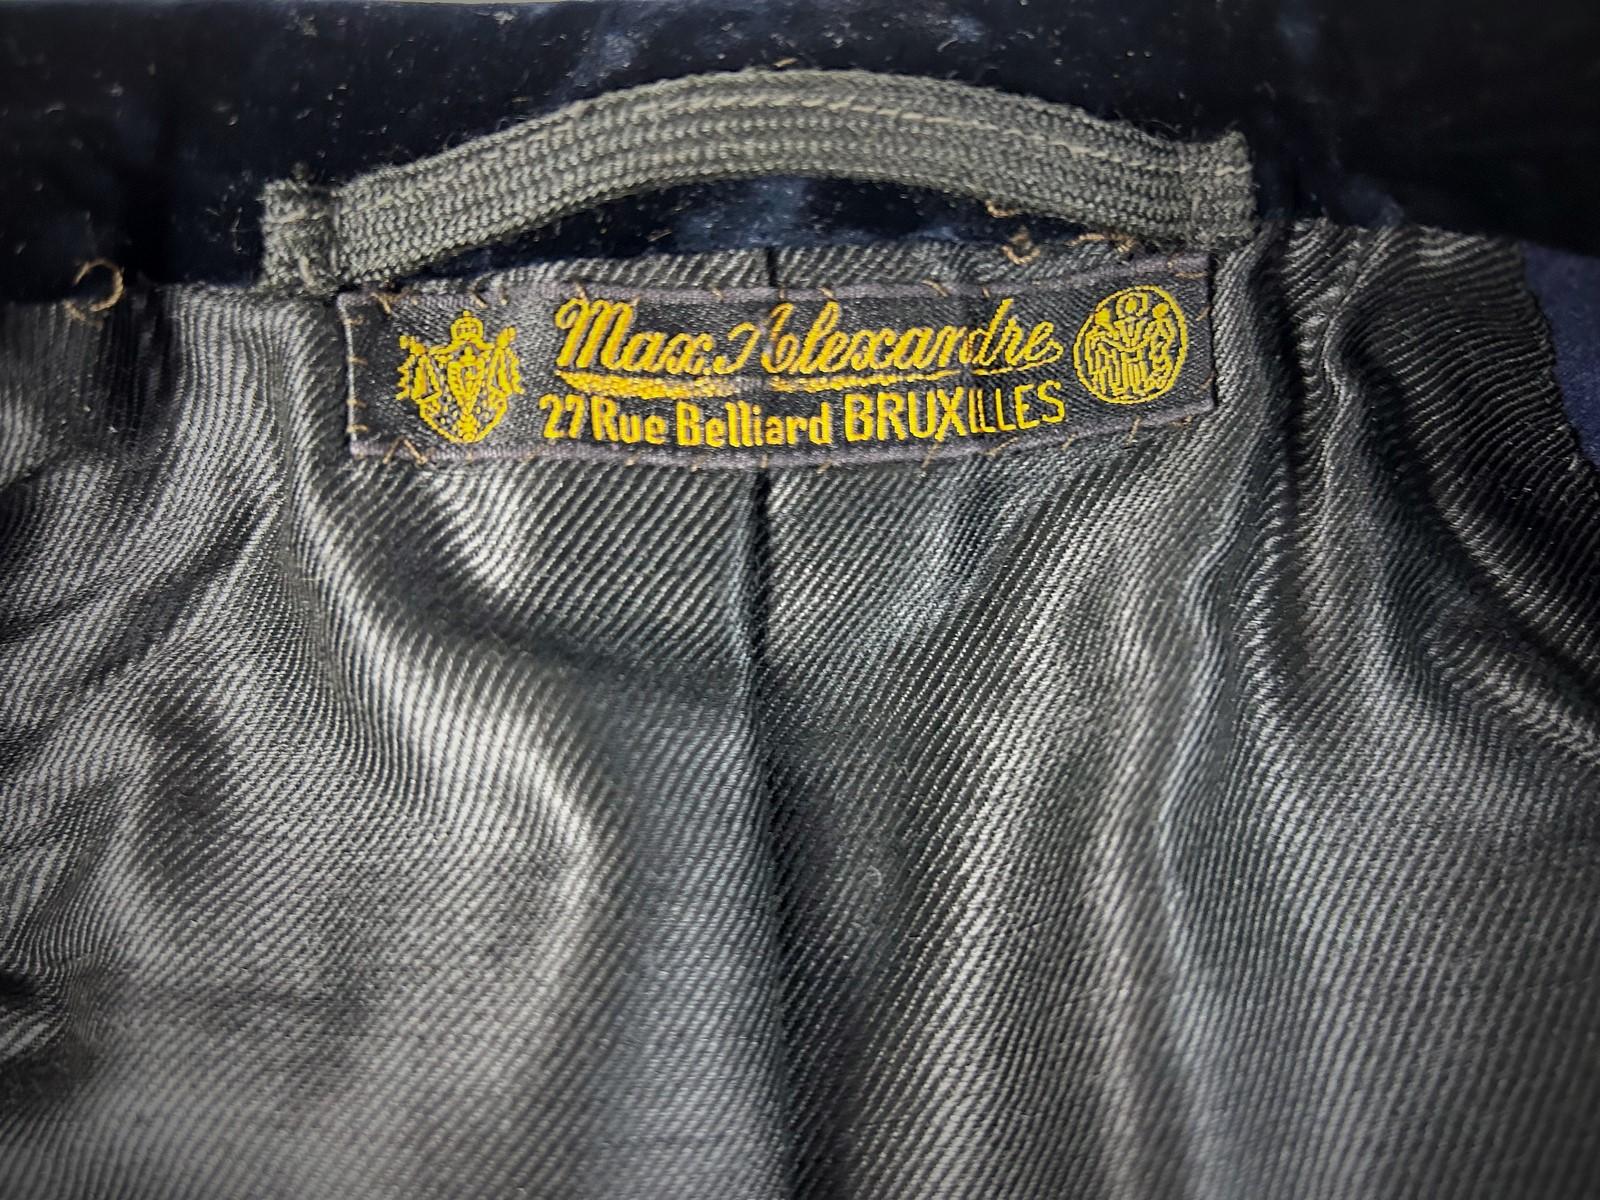 Max. Alexandre
27 Rue Belliard BRUXELLES